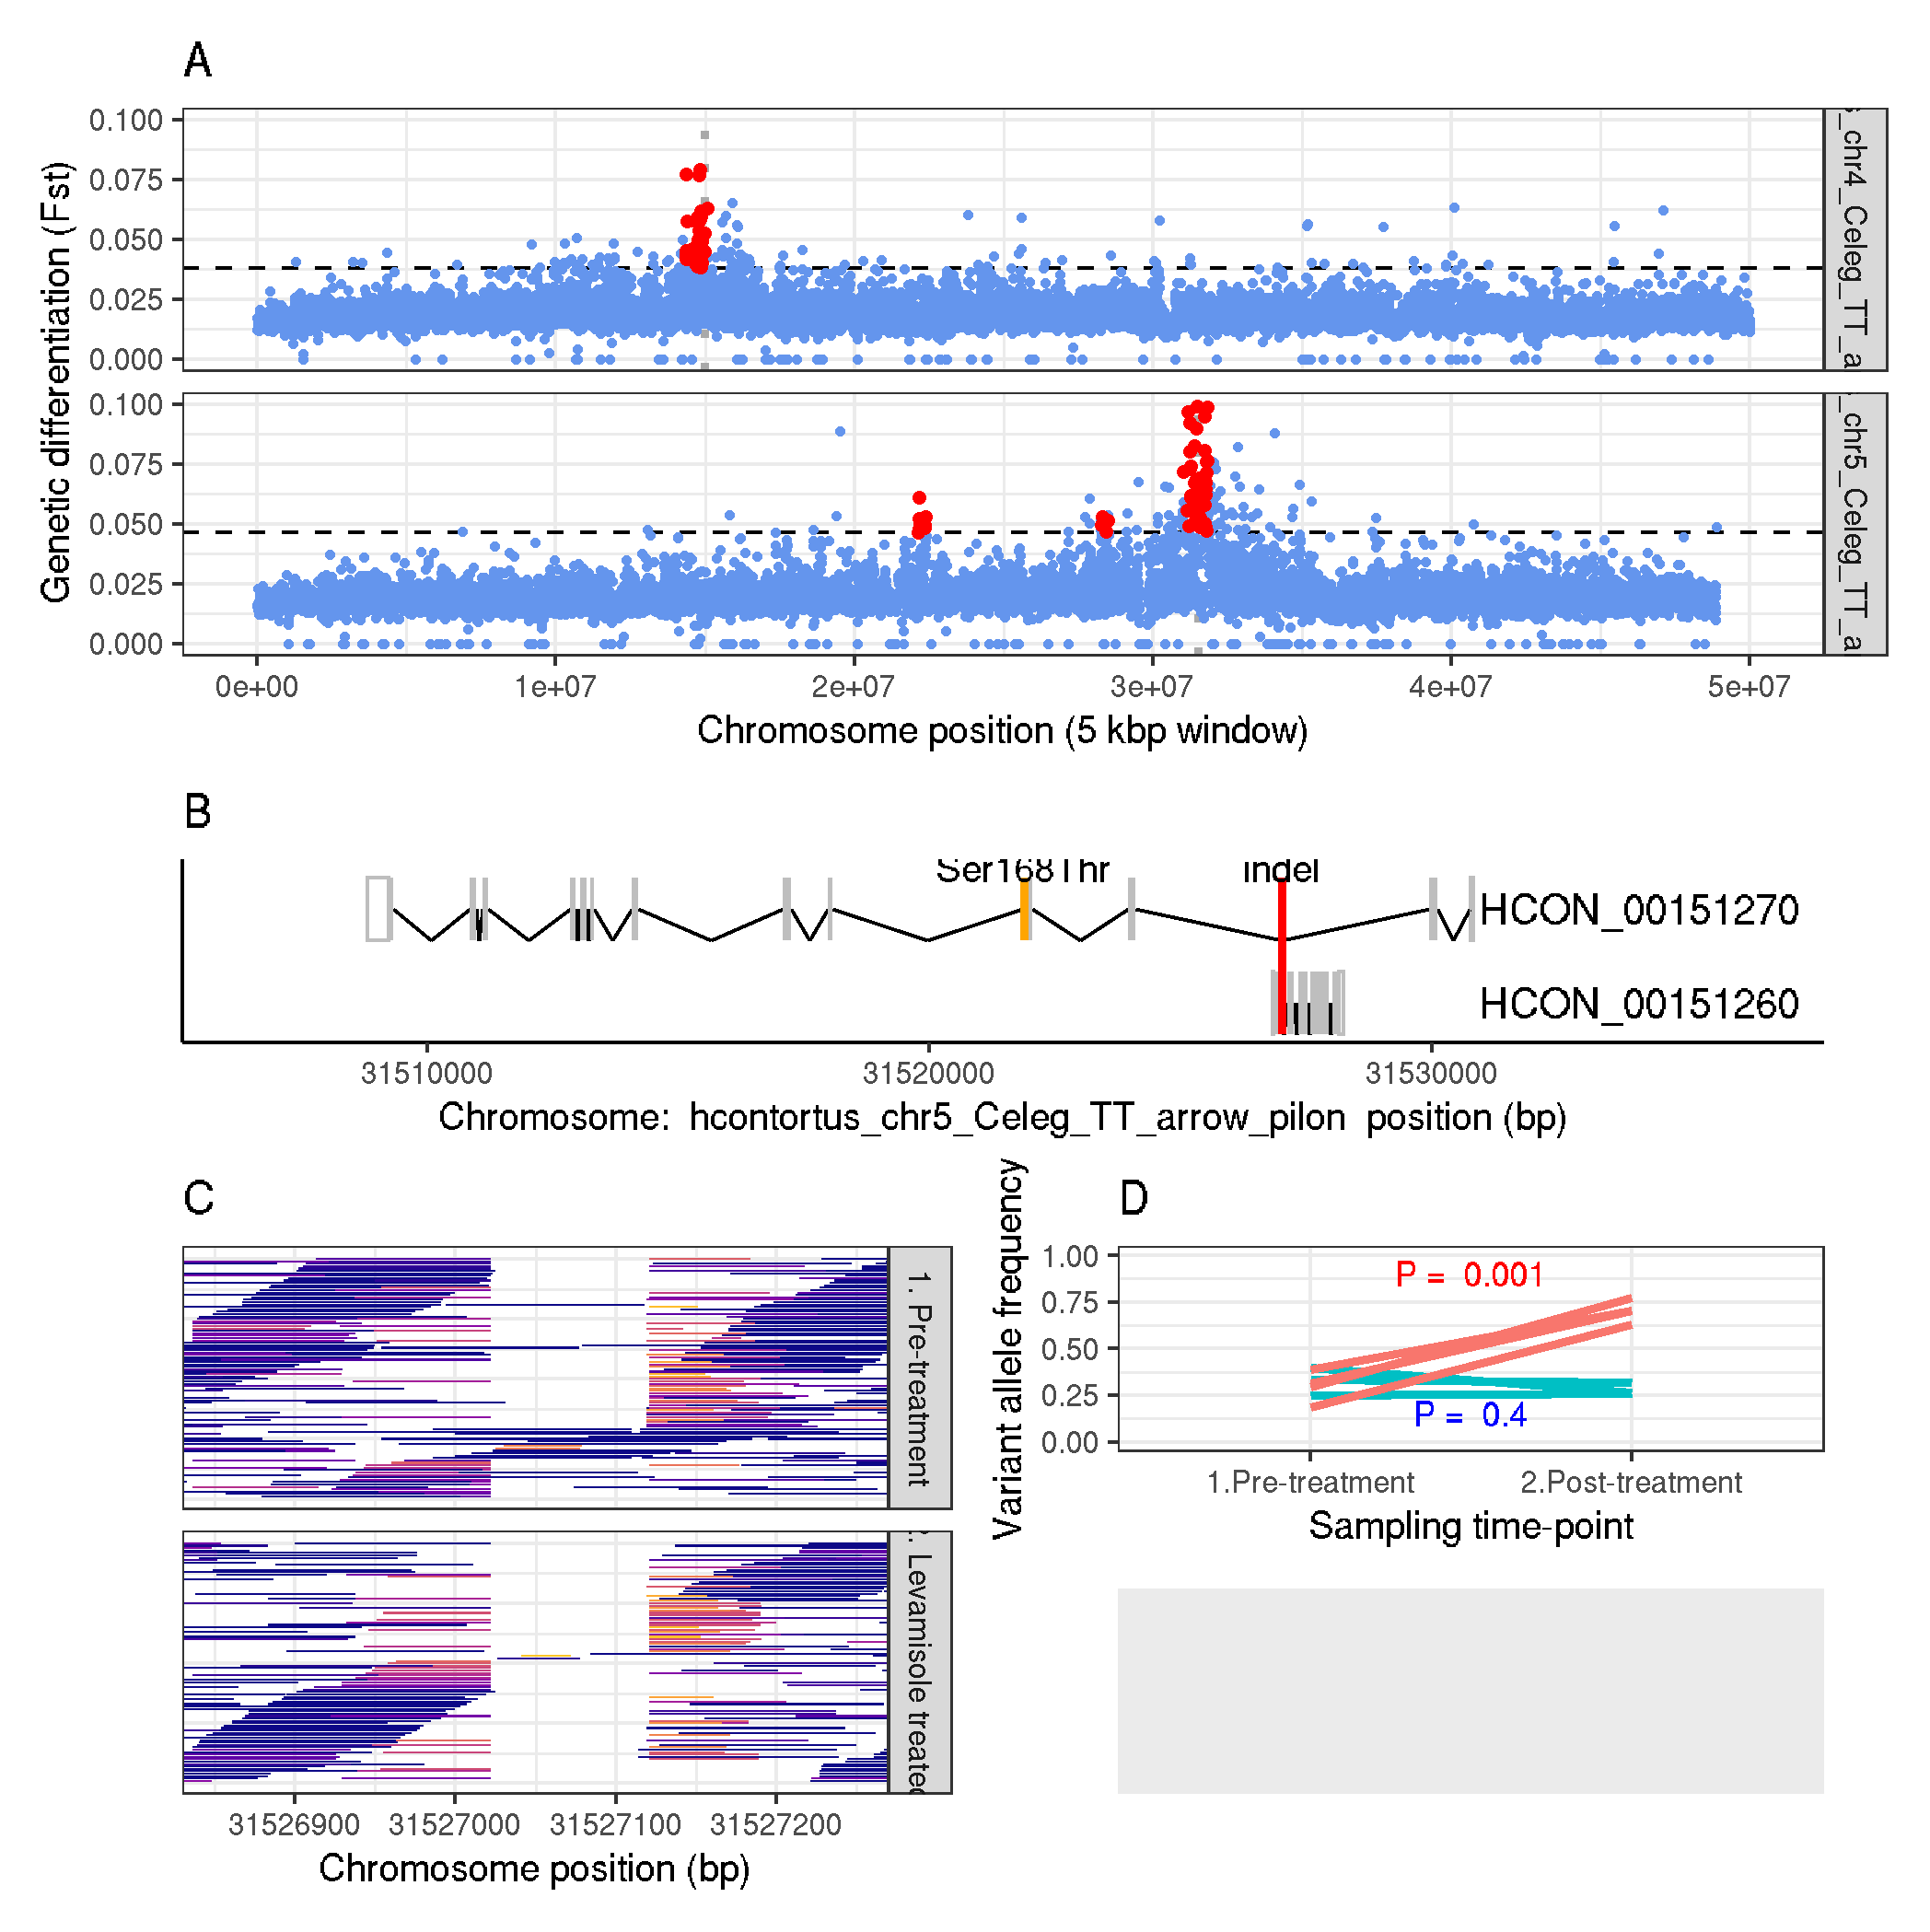 A
Genetic differentiation (Fst)
0.100
0.075
0.050
0.025
0.000
_chr4_Celeg_TT_a
0.100
0.075
0.050
0.025
0.000
_chr5_Celeg_TT_a
0e+00 1e+07 2e+07 3e+07 4e+07 5e+07
Chromosome position (5 kbp window)
B
Ser168Thr indel
HCON_00151270
HCON_00151260
31510000 31520000 31530000
Chromosome: hcontortus_chr5_Celeg_TT_arrow_pilon position (bp)
C
1. Pre-treatment
2. Levamisole treated
31526900 31527000 31527100 31527200
Chromosome position (bp)
D
Variant allele frequency
1.00
0.75
0.50
0.25
0.00
P = 0.001
P = 0.4
1.Pre-treatment 2.Post-treatment
Sampling time-point